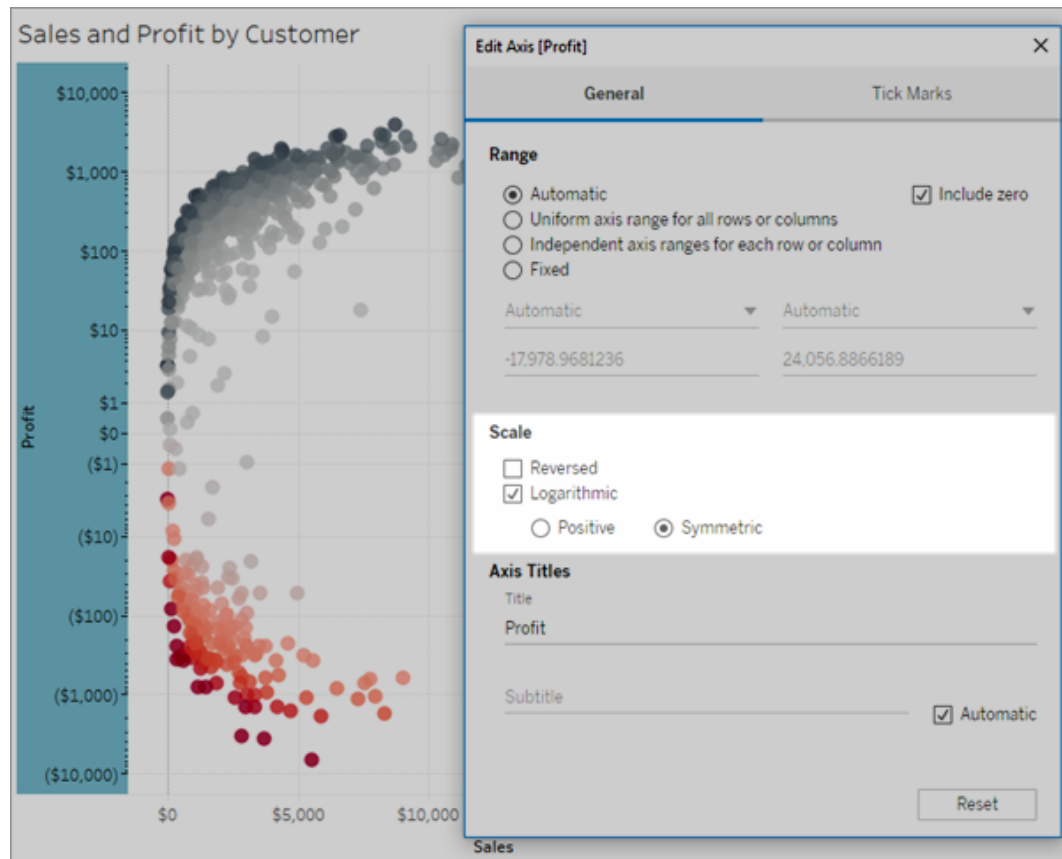 Sales and Profit by Customer
$10,000
$1,000
$100
$10
$1
$0
($1)
($10)
($100)
($1,000)
($10,000)
Profit
$0
$5,000
$10,000
Sales
Edit Axis [Profit]
General
Tick Marks
Range
Automatic
Include zero
Uniform axis range for all rows or columns
Independent axis ranges for each row or column
Fixed
Automatic
Automatic
-17,978.9681236
24,056.8866189
Scale
Reversed
Logarithmic
Positive
Symmetric
Axis Titles
Title
Profit
Subtitle
Automatic
Reset